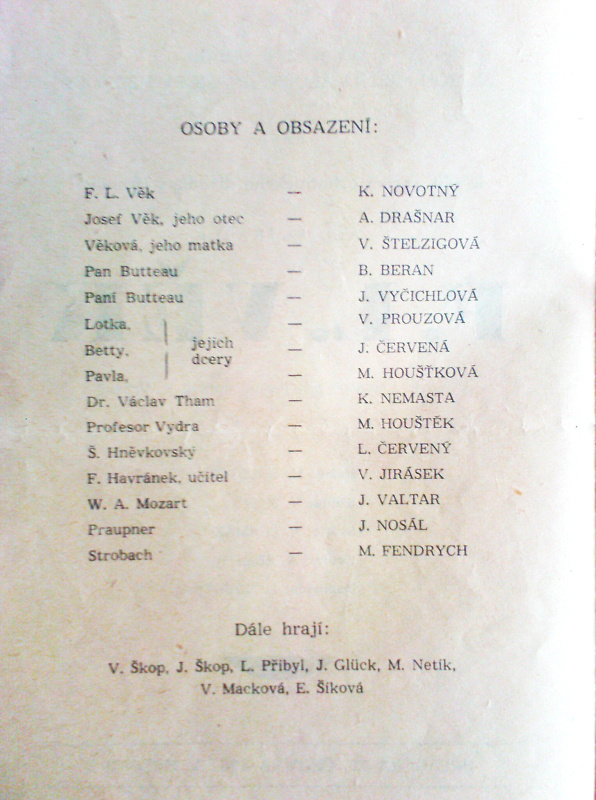 OSOBY A OBSAZENÍ:
F. L. Věk — K. NOVOTNÝ
Josef Věk, jeho otec — A. DRAŠNAR
Věková, jeho matka — V. ŠTELZIGOVÁ
Pan Butteau — B. BERAN
Paní Butteau — J. VYČICHLOVÁ
Lotka, — V. PROUZOVÁ
Betty, jejich dcery — J. ČERVENÁ
Pavla, — M. HOUŠŤKOVÁ
Dr. Václav Tham — K. NEMASTA
Profesor Vydra — M. HOUŠTĚK
Š. Hněvkovský — L. ČERVENÝ
F. Havránek, učitel — V. JIRÁSEK
W. A. Mozart — J. VALTAR
Praupner — J. NOSÁL
Strobach — M. FENDRYCH
Dále hrají:
V. Škop, J. Škop, L. Přibyl, J. Glück, M. Netík,
V. Macková, E. Šíková